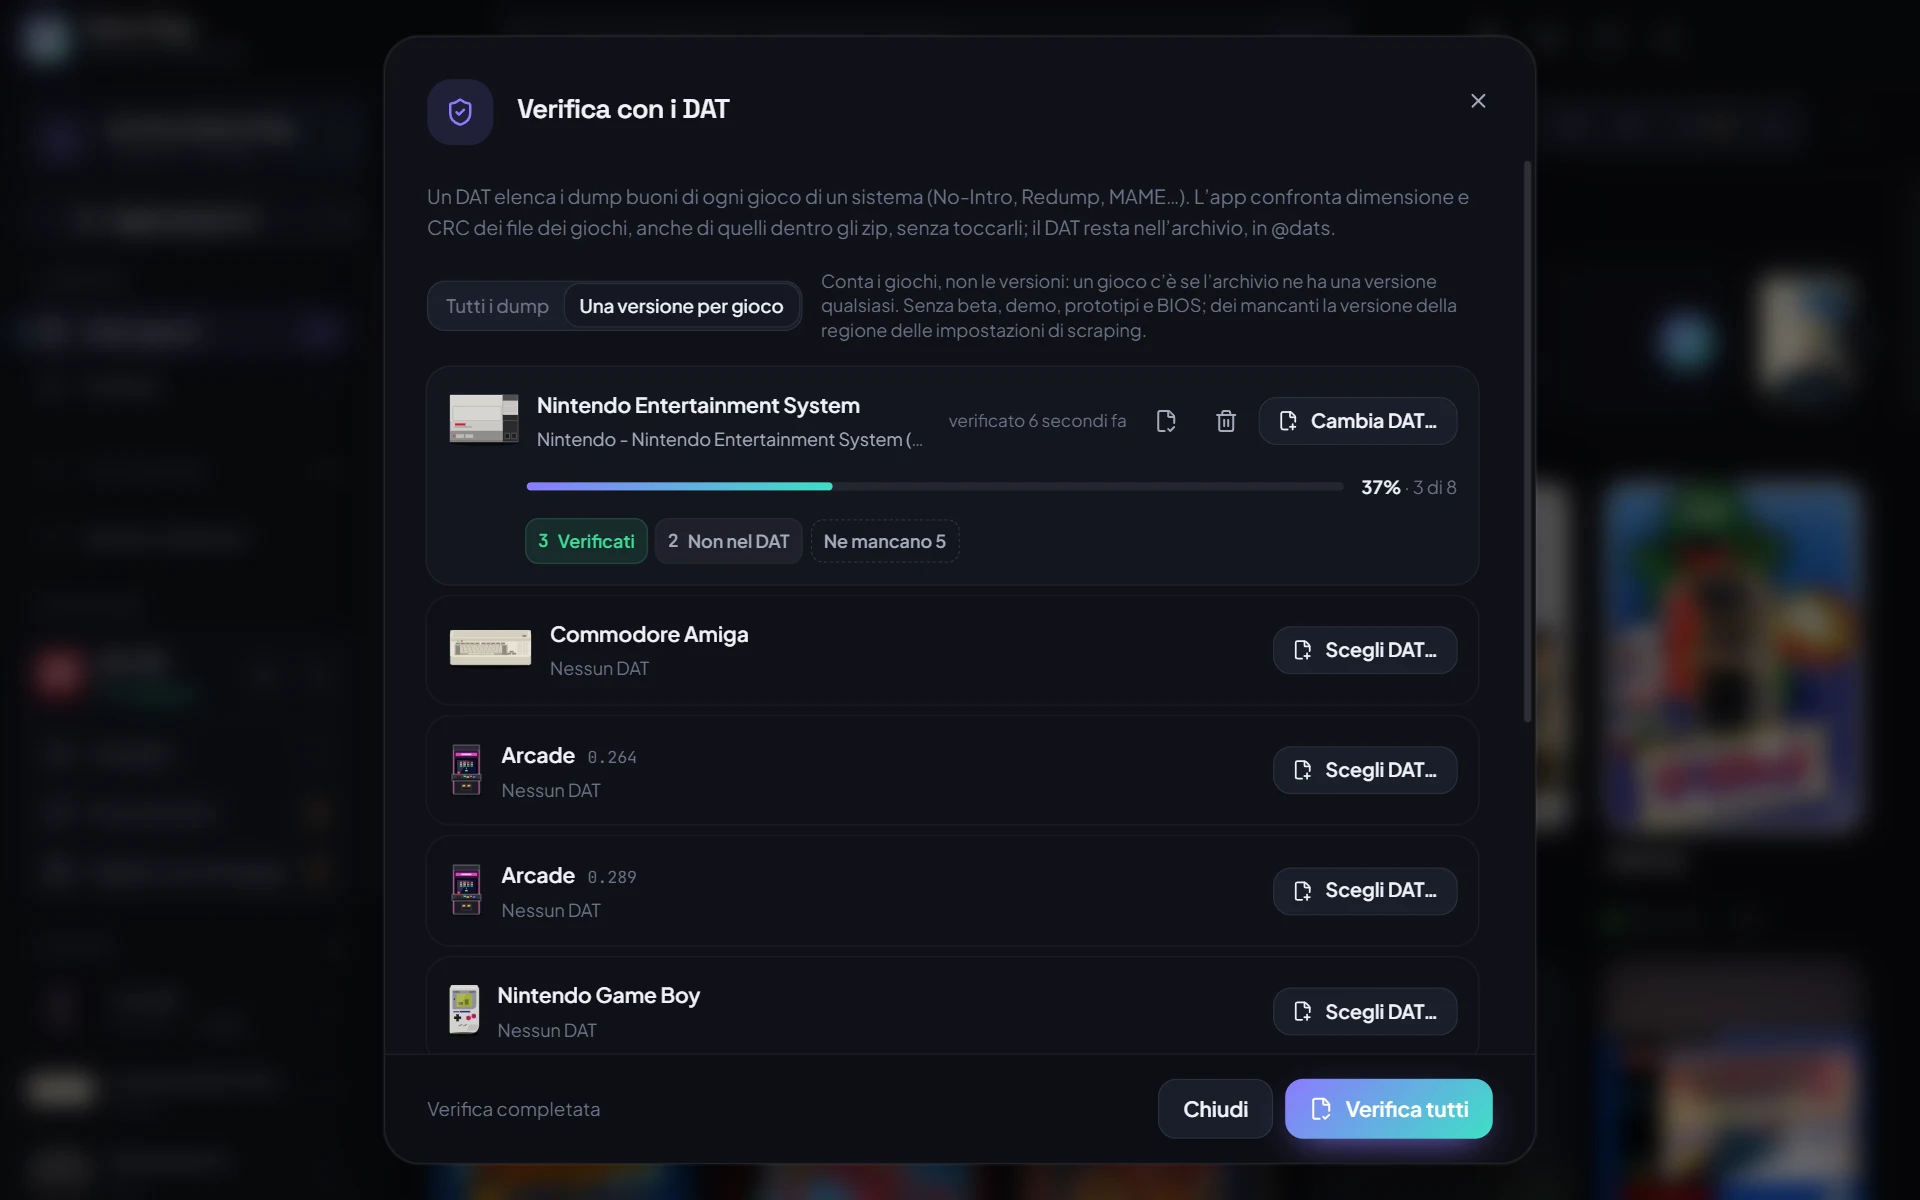 Verifica con i DAT
Un DAT elenca i dump buoni di ogni gioco di un sistema (No-Intro, Redump, MAME…). L’app confronta dimensione e
CRC dei file dei giochi, anche di quelli dentro gli zip, senza toccarli; il DAT resta nell’archivio, in @dats.
Tutti i dump
Una versione per gioco
Conta i giochi, non le versioni: un gioco c’è se l’archivio ne ha una versione
qualsiasi. Senza beta, demo, prototipi e BIOS; dei mancanti la versione della
regione delle impostazioni di scraping.
Nintendo Entertainment System
Nintendo - Nintendo Entertainment System (…
verificato 6 secondi fa
Cambia DAT…
37% · 3 di 8
3 Verificati
2 Non nel DAT
Ne mancano 5
Commodore Amiga
Nessun DAT
Scegli DAT…
Arcade 0.264
Nessun DAT
Scegli DAT…
Arcade 0.289
Nessun DAT
Scegli DAT…
Nintendo Game Boy
Nessun DAT
Scegli DAT…
Verifica completata
Chiudi
Verifica tutti